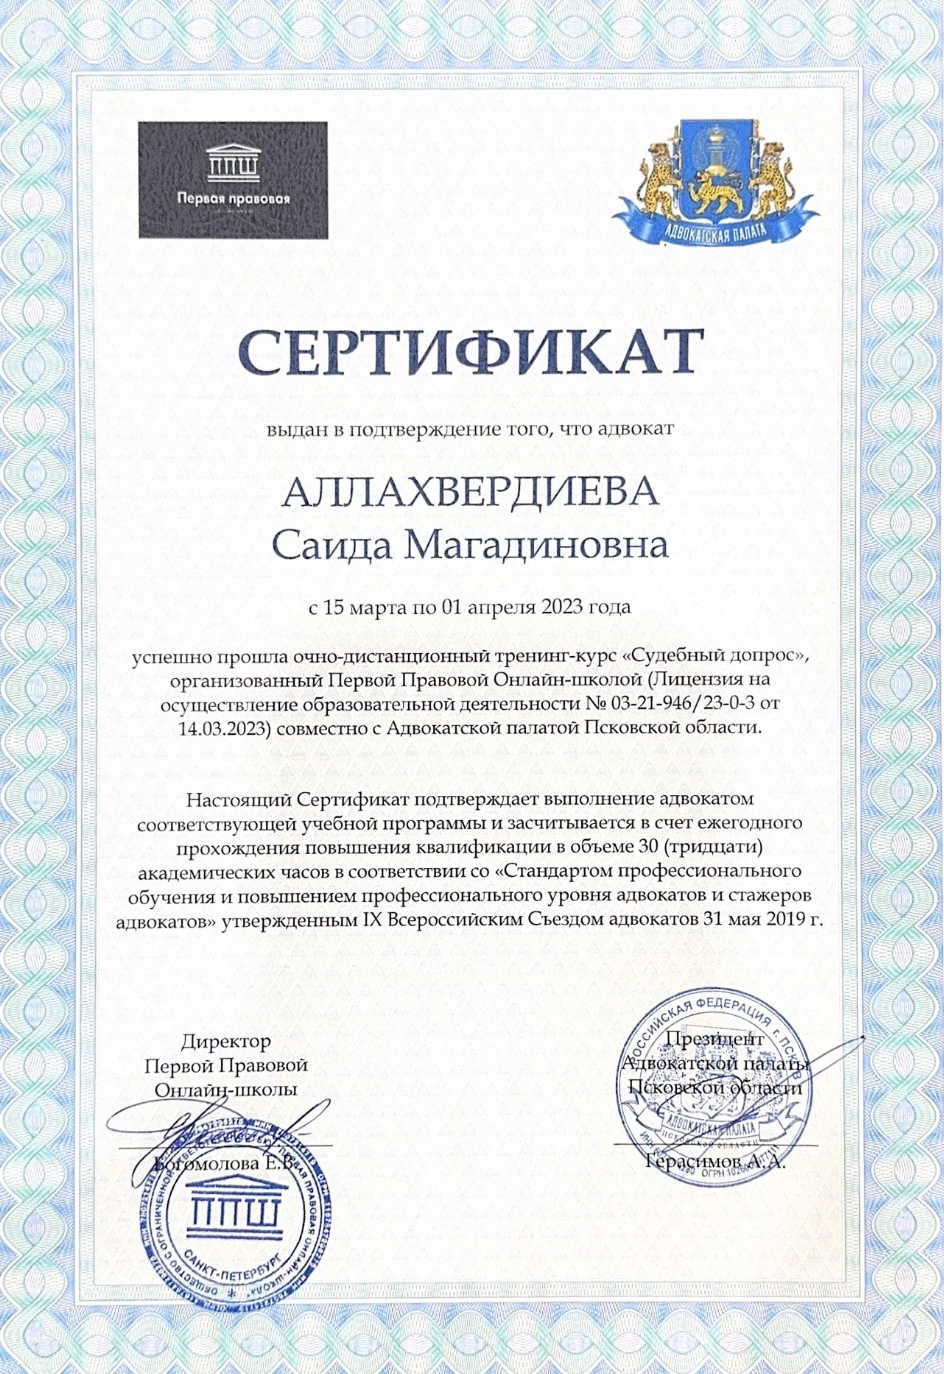 ППШ
Первая правовая
АДВОКАТСКАЯ ПАЛАТА
СЕРТИФИКАТ
выдан в подтверждение того, что адвокат
АЛЛАХВЕРДИЕВА
Саида Магадиновна
с 15 марта по 01 апреля 2023 года
успешно прошла очно-дистанционный тренинг-курс «Судебный допрос»,
организованный Первой Правовой Онлайн-школой (Лицензия на
осуществление образовательной деятельности № 03-21-946/23-0-3 от
14.03.2023) совместно с Адвокатской палатой Псковской области.
Настоящий Сертификат подтверждает выполнение адвокатом
соответствующей учебной программы и засчитывается в счет ежегодного
прохождения повышения квалификации в объеме 30 (тридцати)
академических часов в соответствии со «Стандартом профессионального
обучения и повышением профессионального уровня адвокатов и стажеров
адвокатов» утвержденным IX Всероссийским Съездом адвокатов 31 мая 2019 г.
Директор
Первой Правовой
Онлайн-школы
Богомолова Е.В.
ППШ
САНКТ-ПЕТЕРБУРГ
Президент
Адвокатской палаты
Псковской области
Герасимов А.А.
РОССИЙСКАЯ ФЕДЕРАЦИЯ г. ПСКОВ
АДВОКАТСКАЯ ПАЛАТА
ПСКОВСКОЙ ОБЛАСТИ